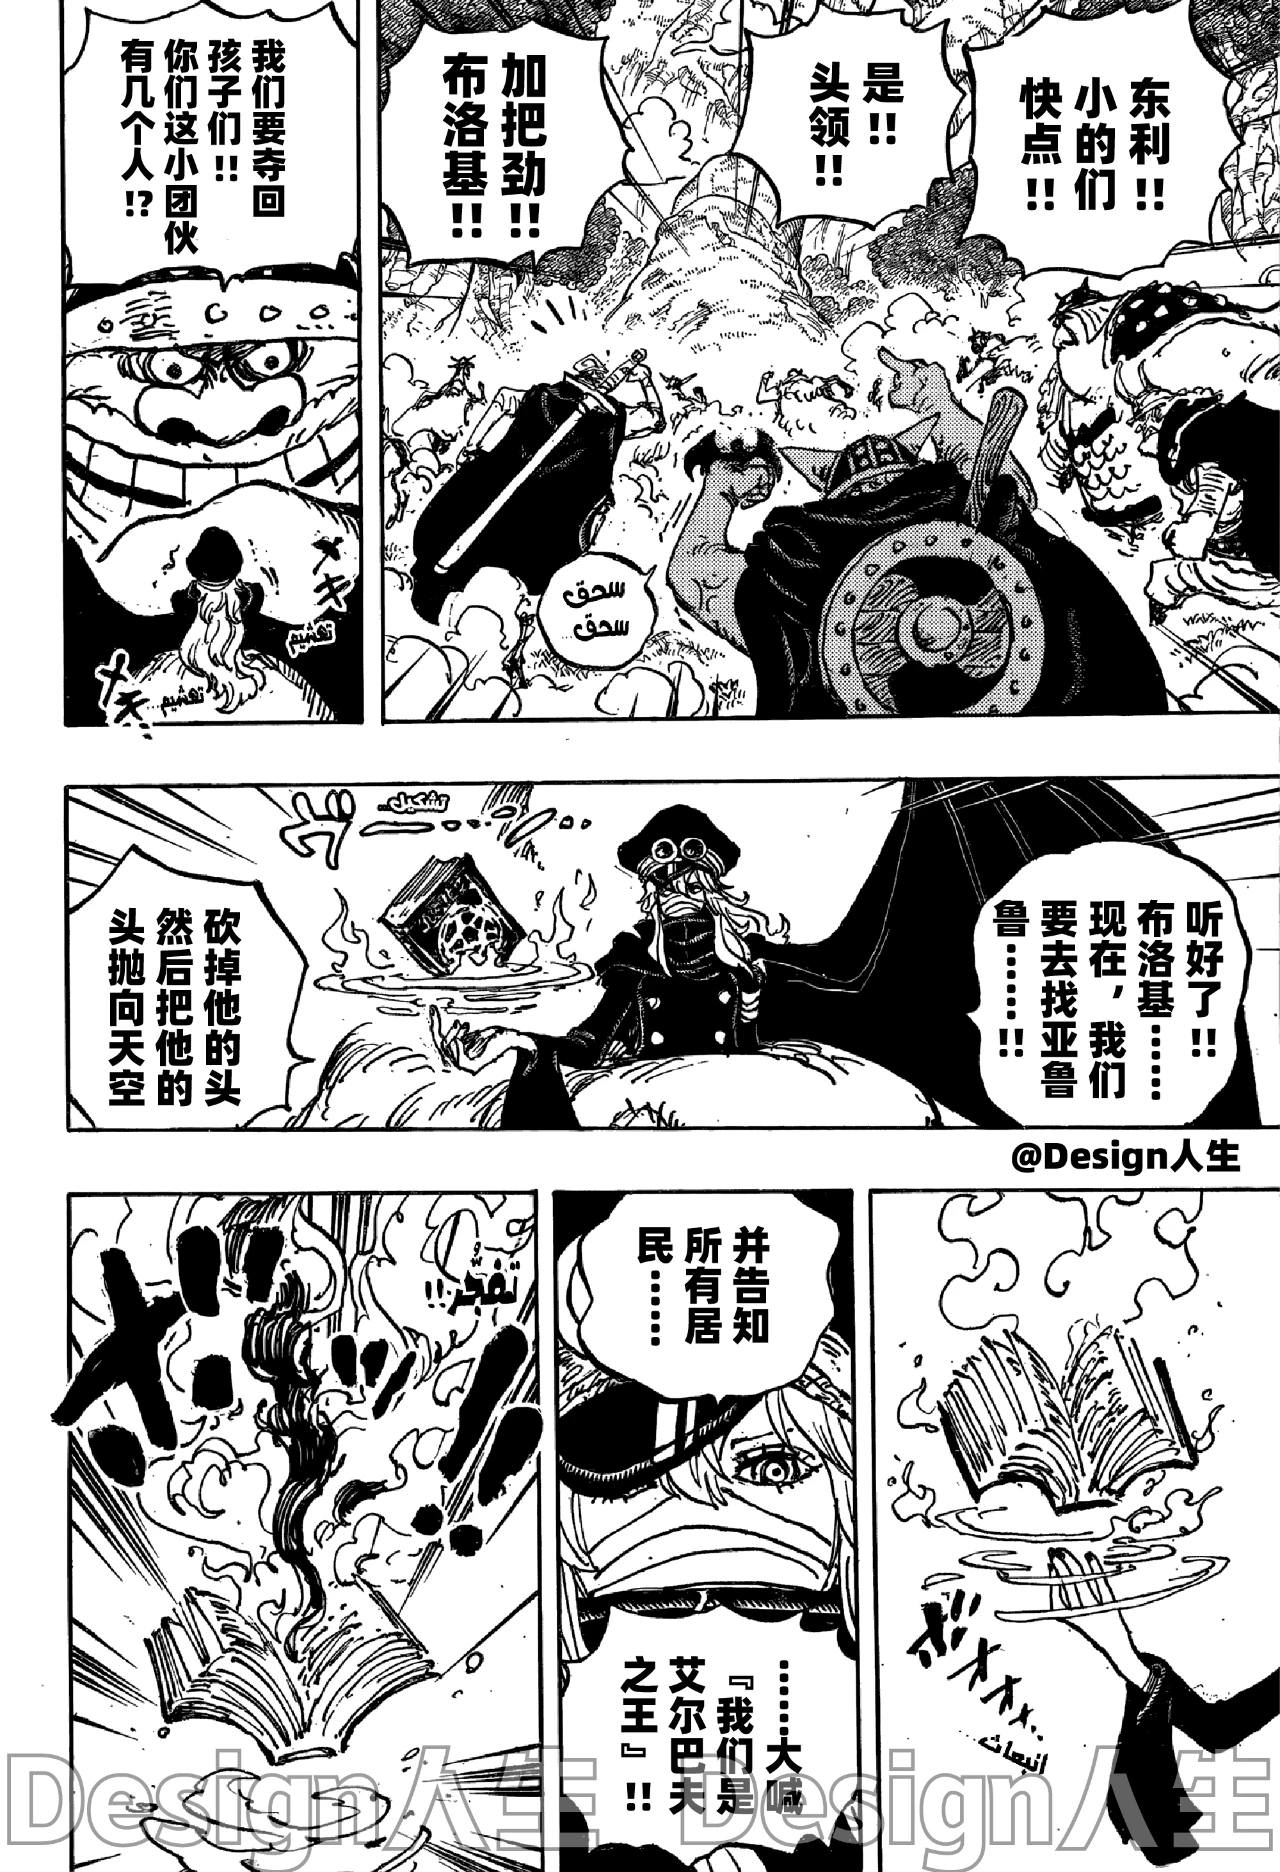 东利!!
小的们
快点!!
是!!
头领!!
加把劲!!
布洛基!!
سحق
سحق
我们要夺回
孩子们!!
你们这小团伙
有几个人!?
メキ
تهشيم
メキ
تهشيم
听好了!!
布洛基……
现在，我们
要去找亚鲁
鲁……!!
تشكيل...
ヴ
砍掉他的头
然后把他的
头抛向天空
@Design人生
انبعاث..
并告知
所有居
民……
……大喊
『我们是
艾尔巴夫
之王』!!
تفجر!!
Design人生
Design人生